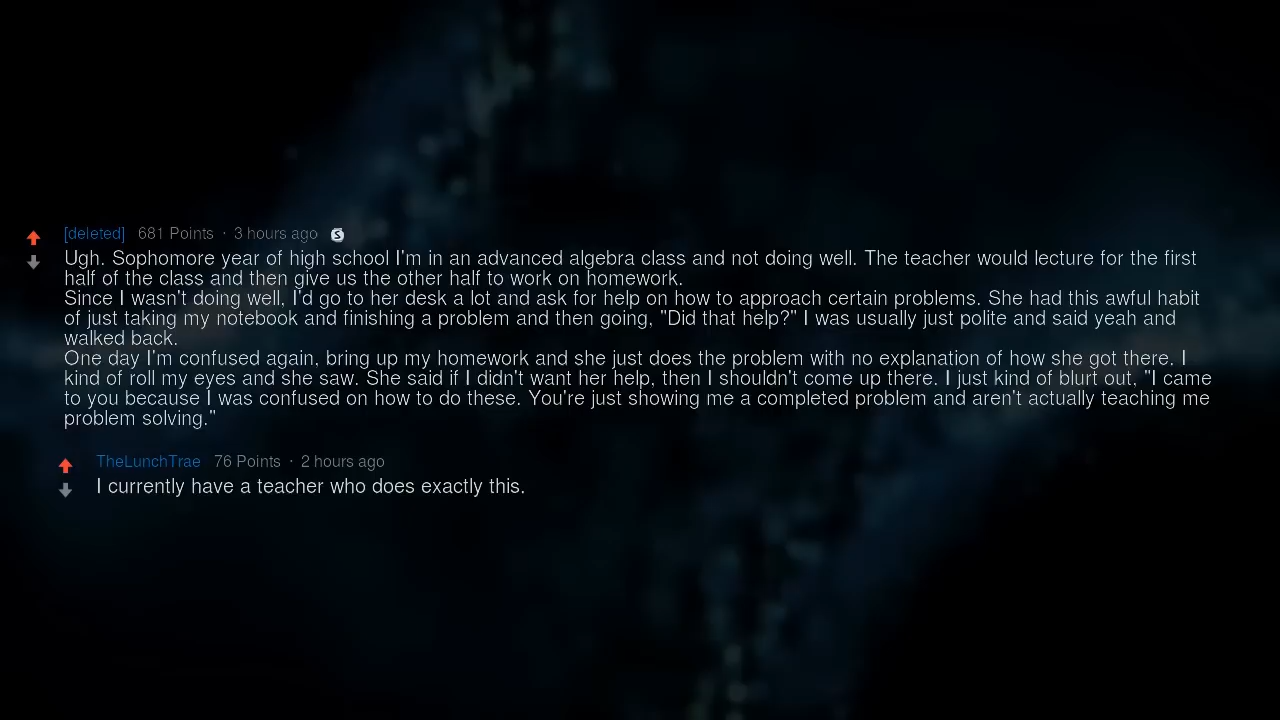 [deleted] 681 Points · 3 hours ago S
Ugh. Sophomore year of high school I'm in an advanced algebra class and not doing well. The teacher would lecture for the first
half of the class and then give us the other half to work on homework.
Since I wasn't doing well, I'd go to her desk a lot and ask for help on how to approach certain problems. She had this awful habit
of just taking my notebook and finishing a problem and then going, "Did that help?" I was usually just polite and said yeah and
walked back.
One day I'm confused again, bring up my homework and she just does the problem with no explanation of how she got there. I
kind of roll my eyes and she saw. She said if I didn't want her help, then I shouldn't come up there. I just kind of blurt out, "I came
to you because I was confused on how to do these. You're just showing me a completed problem and aren't actually teaching me
problem solving."
TheLunchTrae 76 Points · 2 hours ago
I currently have a teacher who does exactly this.